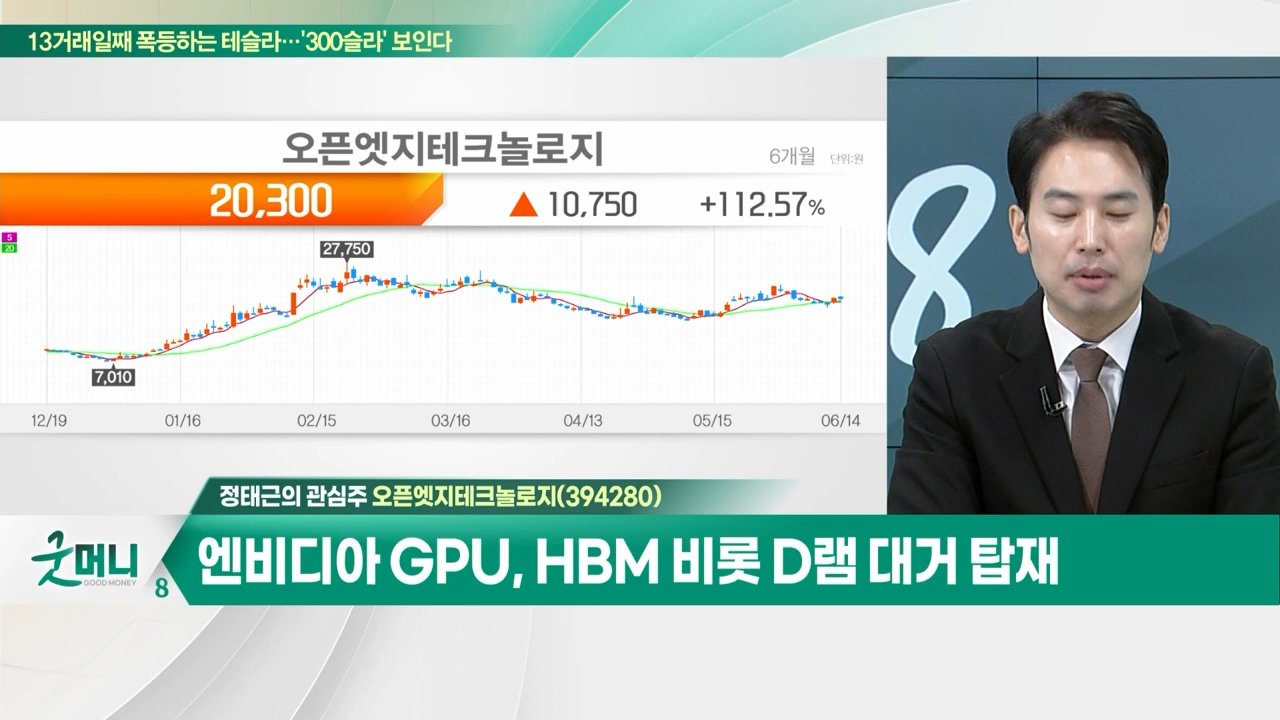 13거래일째 폭등하는 테슬라…'300슬라' 보인다
오픈엣지테크놀로지
6개월 단위:원
20,300 ▲ 10,750 +112.57%
5
20
27,750
7,010
12/19 01/16 02/15 03/16 04/13 05/15 06/14
8
정태근의 관심주 오픈엣지테크놀로지(394280)
굿머니
GOOD MONEY
8
엔비디아 GPU, HBM 비롯 D램 대거 탑재